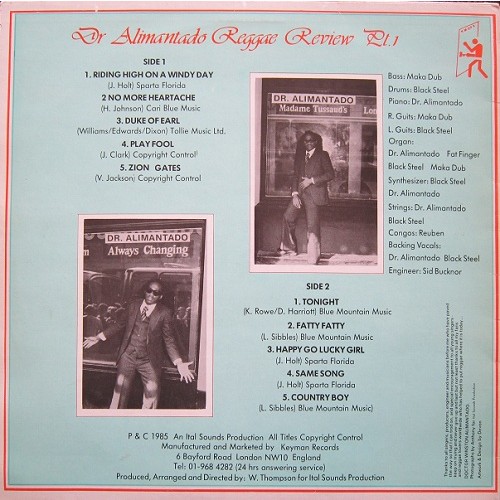 Dr Alimantado Reggae Review Pt.1
SIDE 1
1. RIDING HIGH ON A WINDY DAY
(J. Holt) Sparta Florida
2 NO MORE HEARTACHE
(H. Johnson) Cari Blue Music
3. DUKE OF EARL
(Williams/Edwards/Dixon) Tollie Music Ltd.
4. PLAY FOOL
(J. Clark) Copyright Control
5. ZION GATES
(V. Jackson) Copyright Control
DR. ALIMANTADO
Madame Tussaud's
Lon
Bass: Maka Dub
Drums: Black Steel
Piano: Dr. Alimantado
R. Guits: Maka Dub
L. Guits: Black Steel
Organ:
Dr. Alimantado Fat Finger
Black Steel Maka Dub
Synthesizer: Black Steel
Dr. Alimantado
Strings: Dr. Alimantado
Black Steel
Congos: Reuben
Backing Vocals:
Dr. Alimantado Black Steel
Engineer: Sid Bucknor
DR. ALIMANTADO
Always Changing
SIDE 2
1. TONIGHT
(K. Rowe/D. Harriott) Blue Mountain Music
2. FATTY FATTY
(L. Sibbles) Blue Mountain Music
3. HAPPY GO LUCKY GIRL
(J. Holt) Sparta Florida
4. SAME SONG
(J. Holt) Sparta Florida
5. COUNTRY BOY
(L. Sibbles) Blue Mountain Music)
P & C 1985 An Ital Sounds Production All Titles Copyright Control
Manufactured and Marketed by Keyman Records
6 Bayford Road London NW10 England
Tel: 01-968 4282 (24 hrs answering service)
Produced, Arranged and Directed by: W. Thompson for Ital Sounds Production
DOCTOR WINSTON ALIMANTADO.